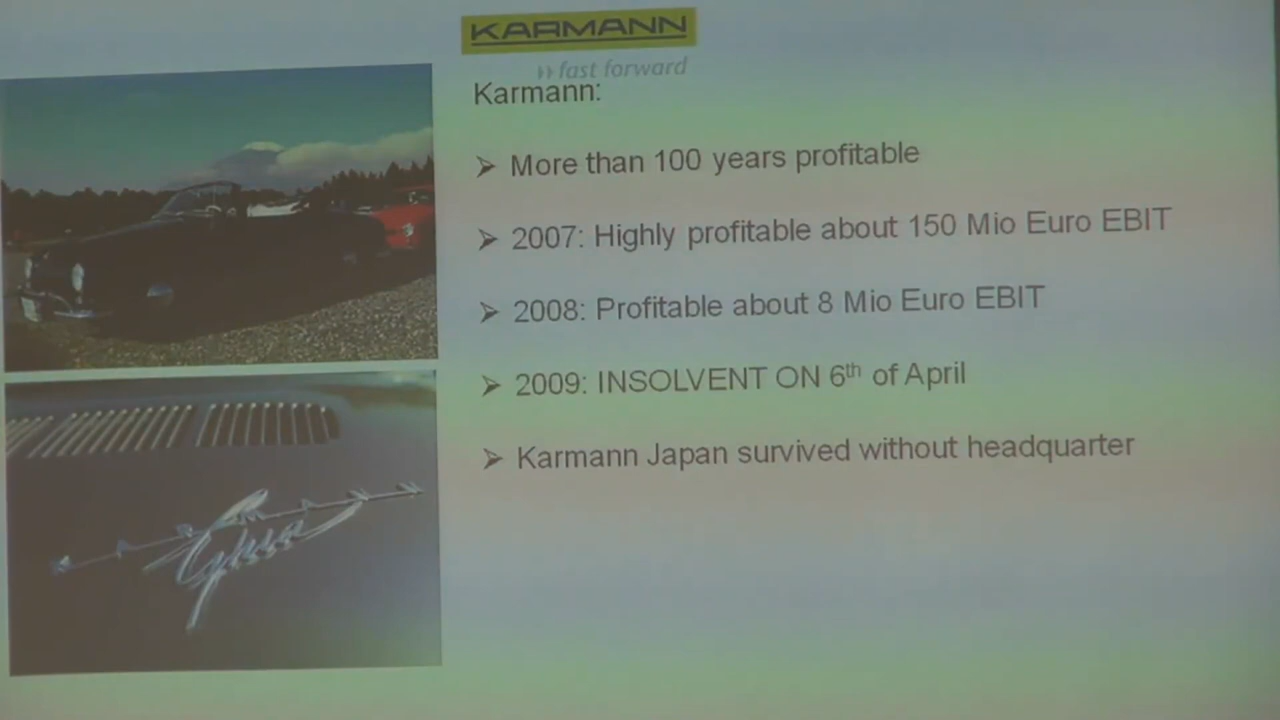 KARMANN
fast forward
Karmann:
➢ More than 100 years profitable
➢ 2007: Highly profitable about 150 Mio Euro EBIT
➢ 2008: Profitable about 8 Mio Euro EBIT
➢ 2009: INSOLVENT ON 6th of April
➢ Karmann Japan survived without headquarter
Ghia